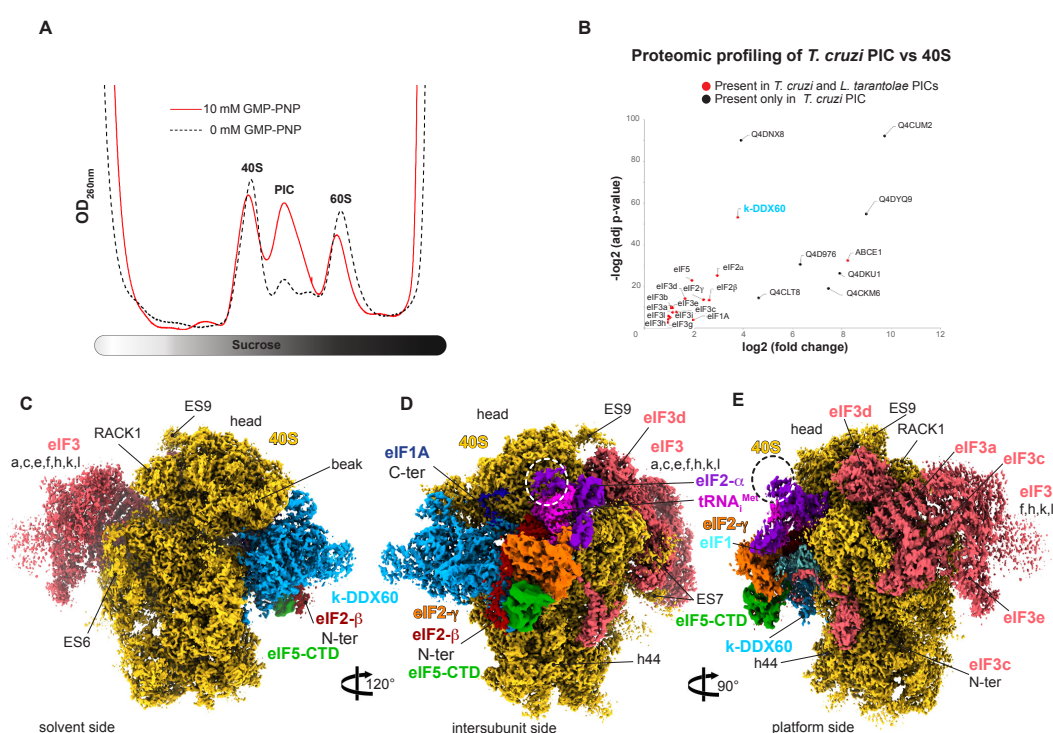 A
10 mM GMP-PNP
0 mM GMP-PNP
40S
PIC
60S
OD260nm
Sucrose
B
Proteomic profiling of T. cruzi PIC vs 40S
Present in T. cruzi and L. tarantolae PICs
Present only in T. cruzi PIC
-log2 (adj p-value)
100
80
60
40
20
0
0
2
4
6
8
10
12
log2 (fold change)
Q4DNX8
Q4CUM2
k-DDX60
Q4DYQ9
Q4D976
ABCE1
Q4DKU1
Q4CLT8
Q4CKM6
eIF5
eIF2α
eIF3d
eIF2γ
eIF2β
eIF3b
eIF3e
eIF3a
eIF3c
eIF3l
eIF3i
eIF3h
eIF3g
eIF1A
C
ES9
head
eIF3
a,c,e,f,h,k,l
RACK1
40S
beak
k-DDX60
eIF2-β
N-ter
eIF5-CTD
ES6
solvent side
120°
D
head
ES9
40S
eIF3d
eIF3
a,c,e,f,h,k,l
eIF1A
C-ter
eIF2-α
tRNAiMet
eIF2-γ
eIF2-β
N-ter
eIF5-CTD
ES7
h44
intersubunit side
90°
E
eIF3d
ES9
head
RACK1
40S
eIF3a
eIF3c
eIF3
f,h,k,l
eIF2-γ
eIF1
eIF5-CTD
k-DDX60
h44
eIF3e
eIF3c
N-ter
platform side